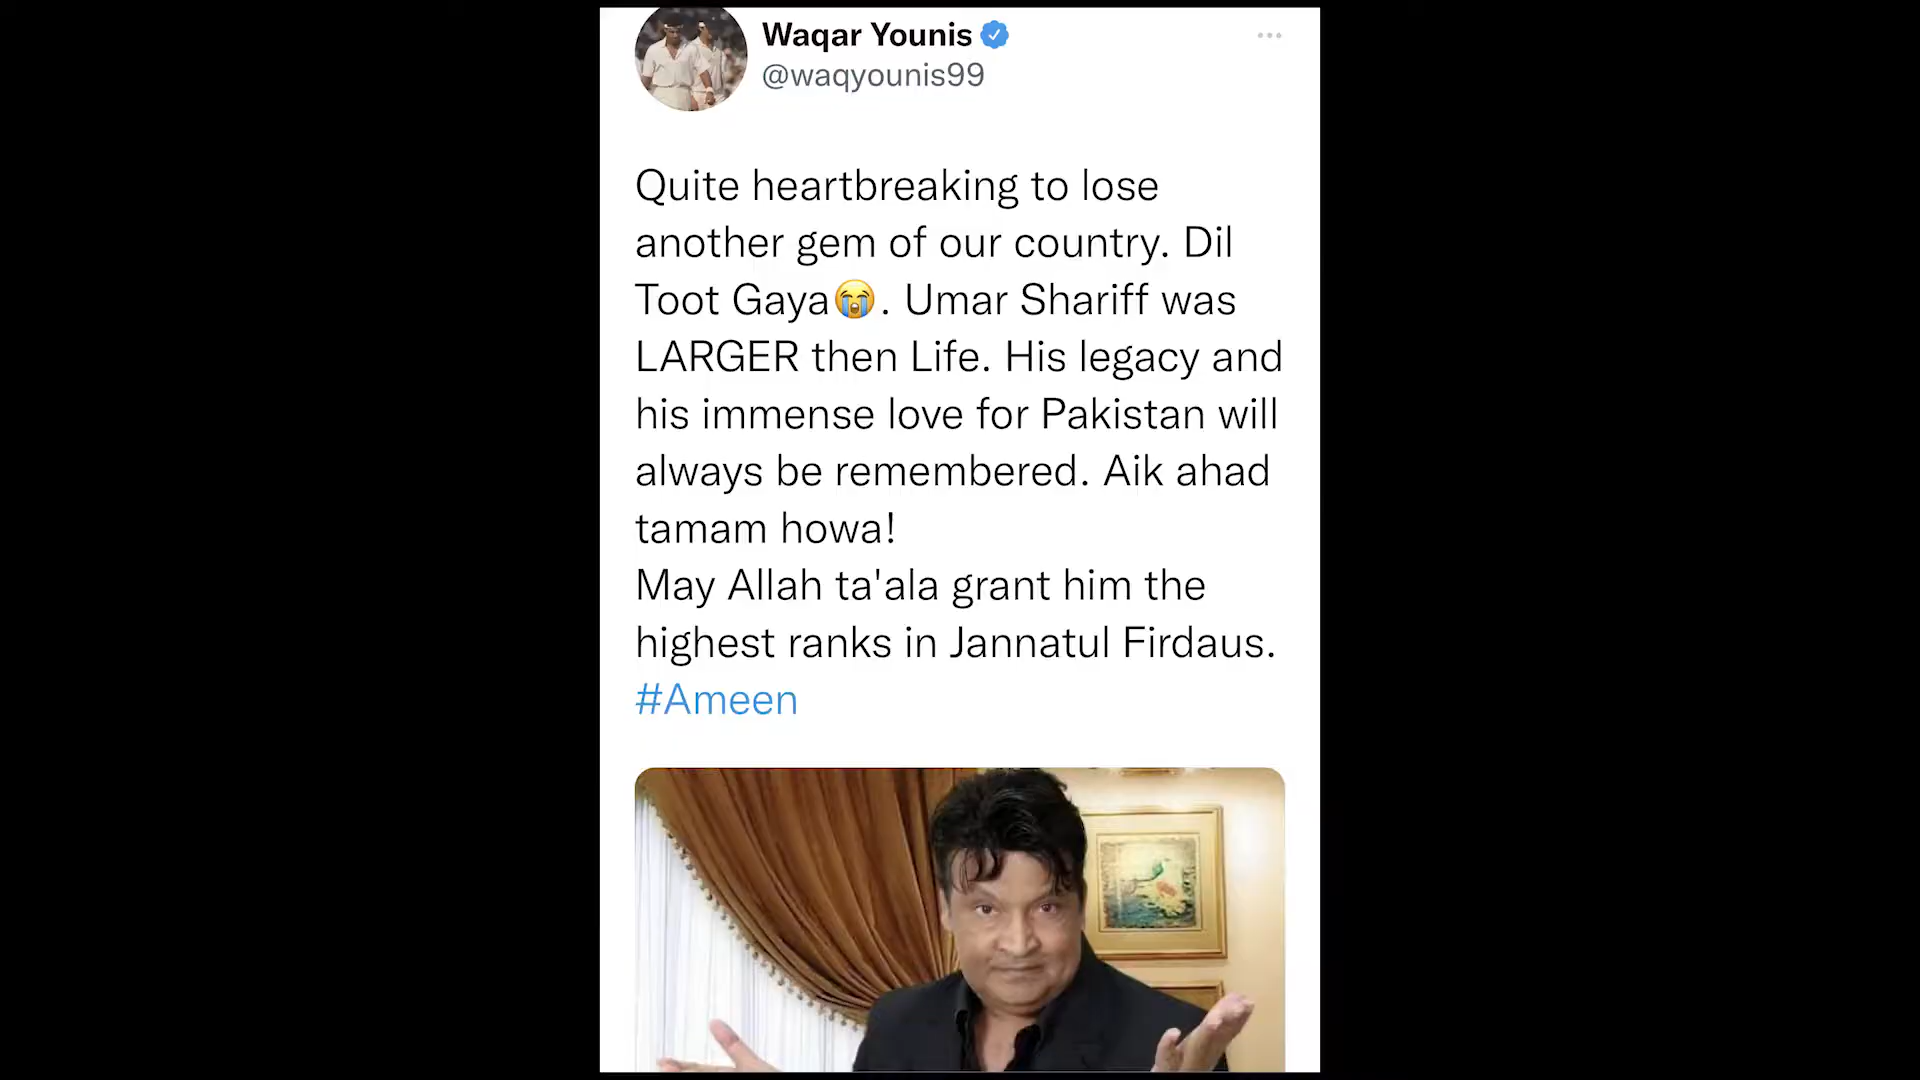 Waqar Younis
@waqyounis99
Quite heartbreaking to lose
another gem of our country. Dil
Toot Gaya😭. Umar Shariff was
LARGER then Life. His legacy and
his immense love for Pakistan will
always be remembered. Aik ahad
tamam howa!
May Allah ta'ala grant him the
highest ranks in Jannatul Firdaus.
#Ameen